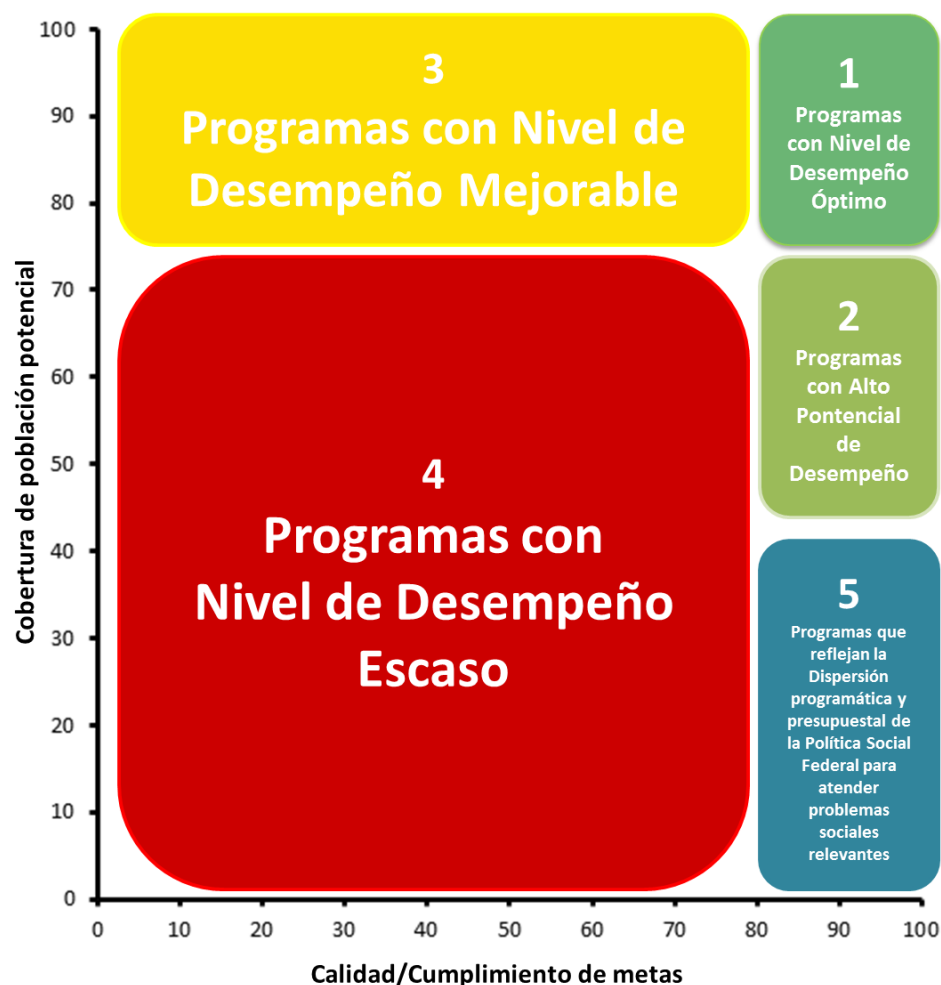 100
90
80
70
60
50
40
30
20
10
0
Cobertura de población potencial
3
Programas con Nivel de
Desempeño Mejorable
1
Programas
con Nivel de
Desempeño
Óptimo
4
Programas con
Nivel de Desempeño
Escaso
2
Programas
con Alto
Pontencial
de
Desempeño
5
Programas que
reflejan la
Dispersión
programática y
presupuestal de
la Política Social
Federal para
atender
problemas
sociales
relevantes
0 10 20 30 40 50 60 70 80 90 100
Calidad/Cumplimiento de metas